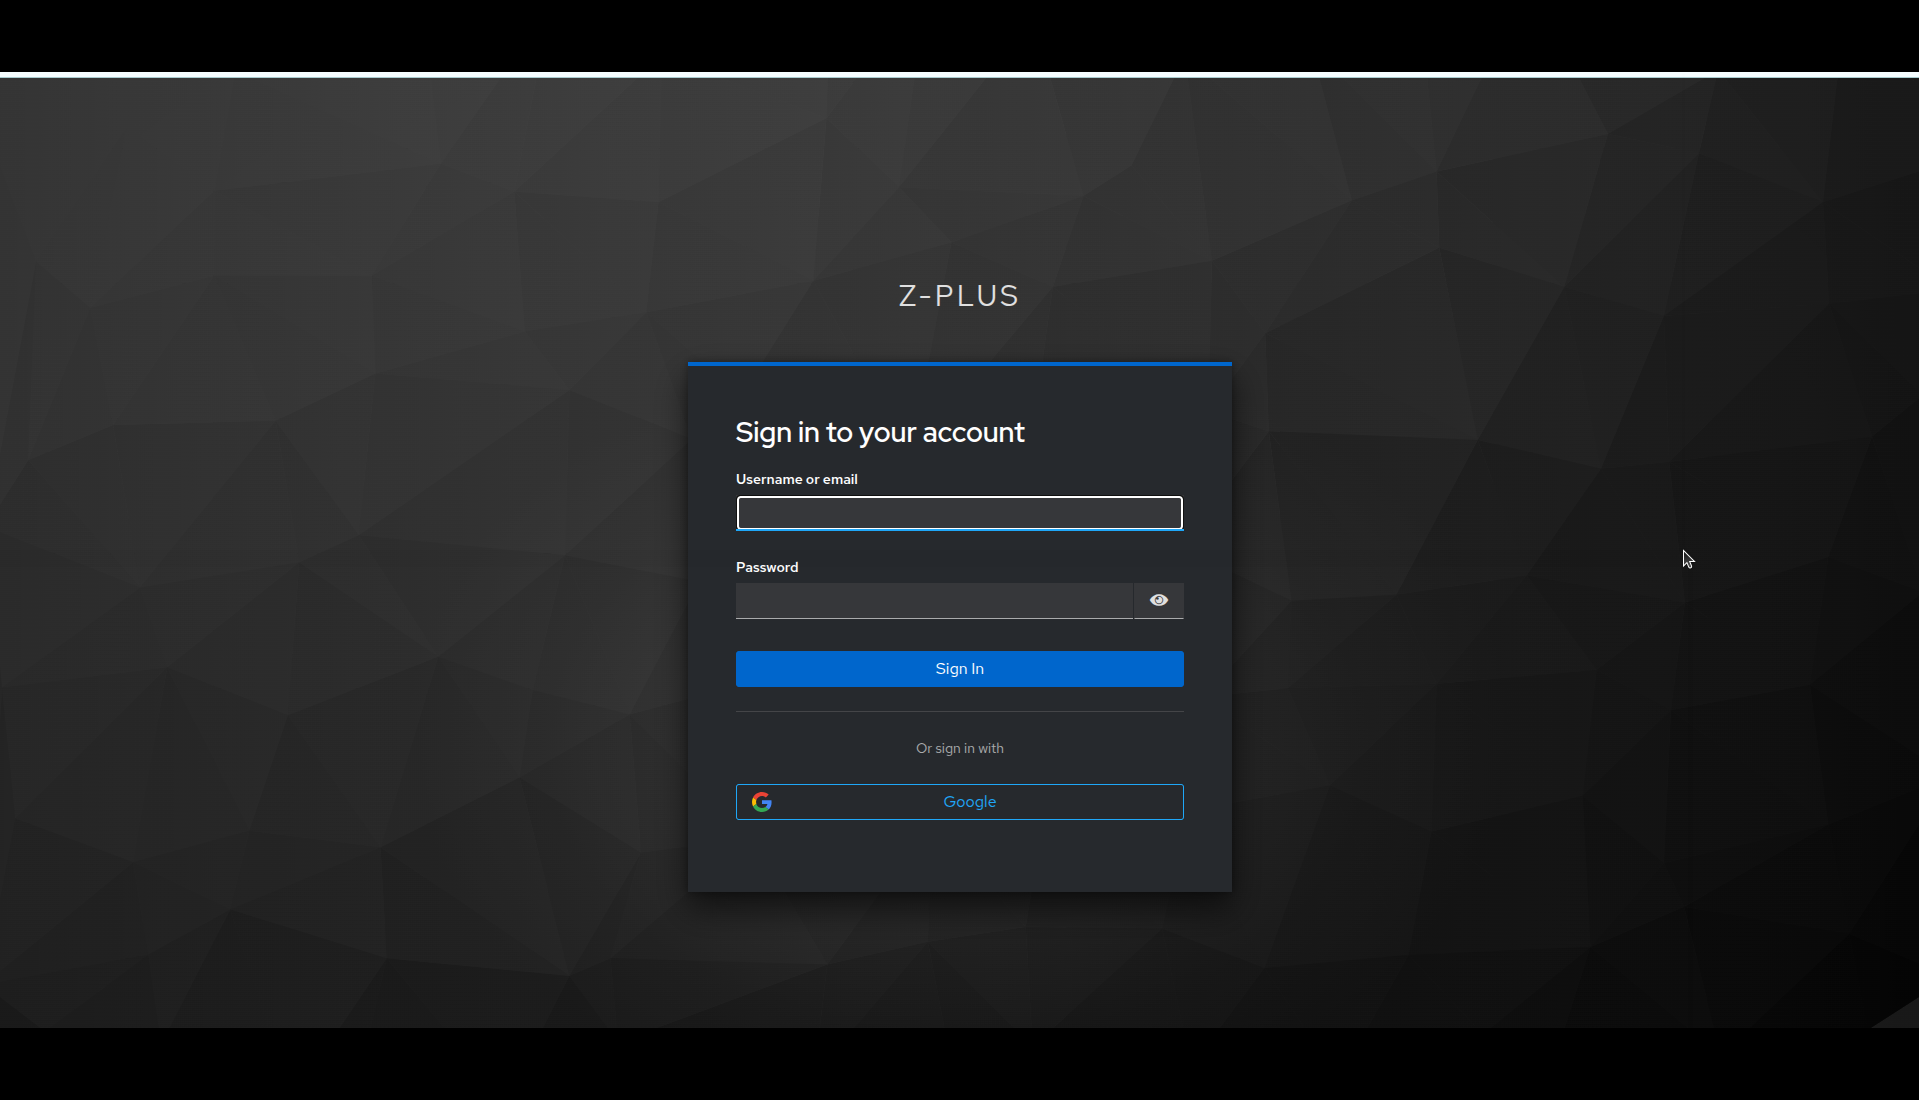 Z-PLUS
Sign in to your account
Username or email
Password
Sign In
Or sign in with
Google